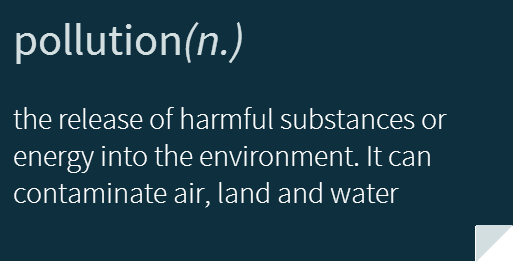 pollution(n.)
the release of harmful substances or
energy into the environment. It can
contaminate air, land and water